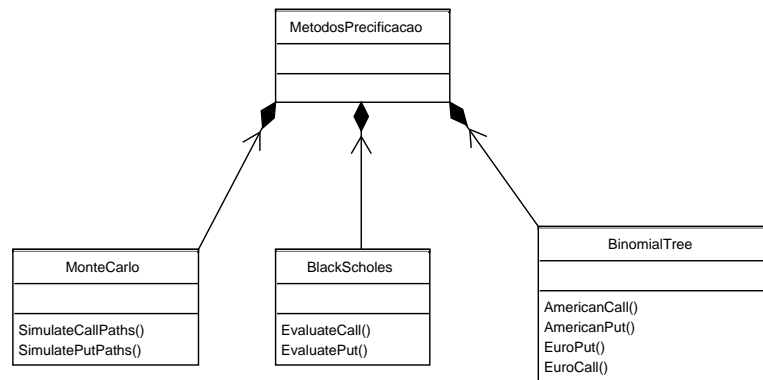 MetodosPrecificacao
MonteCarlo
SimulateCallPaths()
SimulatePutPaths()
BlackScholes
EvaluateCall()
EvaluatePut()
BinomialTree
AmericanCall()
AmericanPut()
EuroPut()
EuroCall()